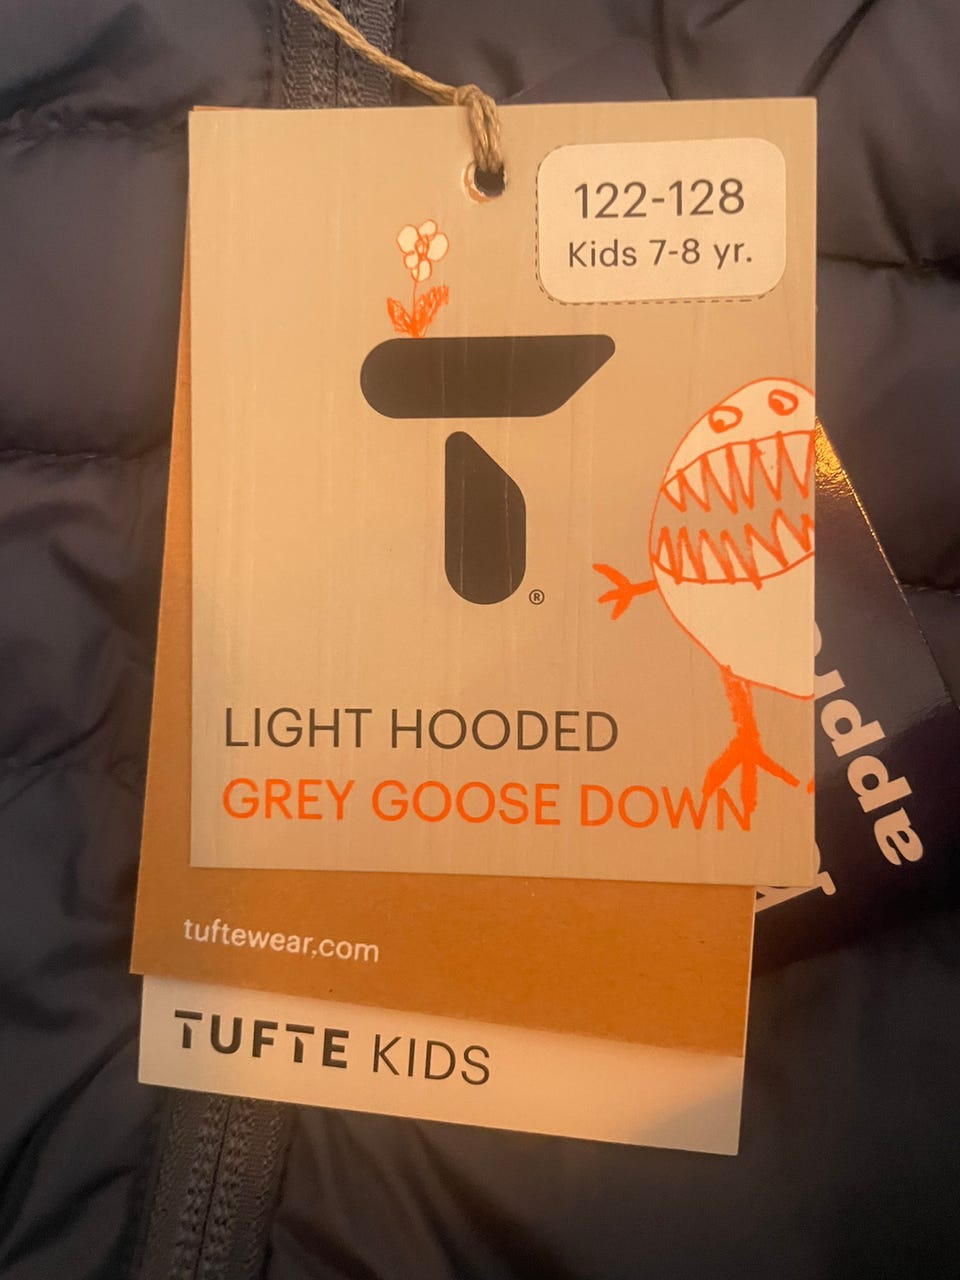 122-128
Kids 7-8 yr.
®
LIGHT HOODED
GREY GOOSE DOWN
tuftewear.com
TUFTE KIDS